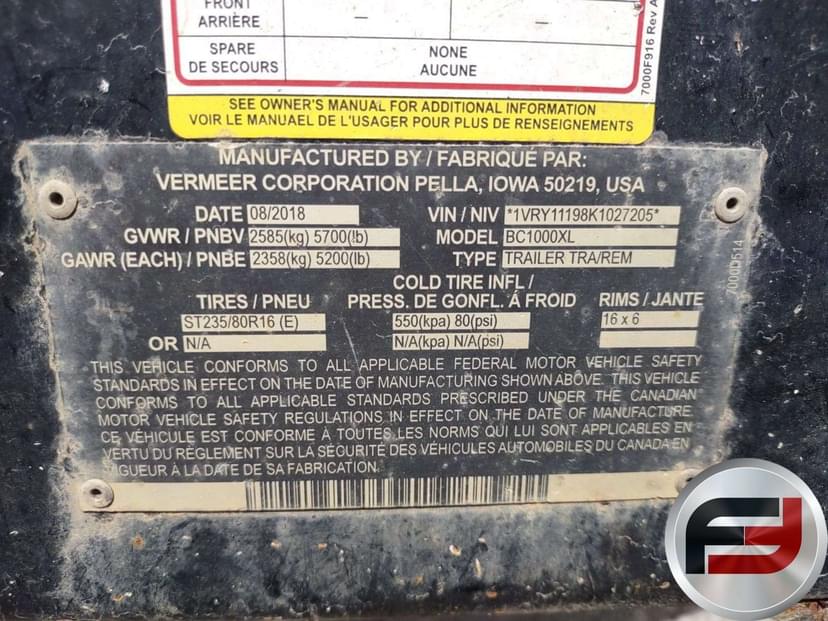 FRONT
ARRIÈRE – –
SPARE NONE
DE SECOURS AUCUNE
7000F916 Rev A
SEE OWNER'S MANUAL FOR ADDITIONAL INFORMATION
VOIR LE MANUAEL DE L'USAGER POUR PLUS DE RENSEIGNEMENTS
MANUFACTURED BY / FABRIQUÉ PAR:
VERMEER CORPORATION PELLA, IOWA 50219, USA
DATE 08/2018 VIN / NIV *1VRY11198K1027205*
GVWR / PNBV 2585(kg) 5700(lb) MODEL BC1000XL
GAWR (EACH) / PNBE 2358(kg) 5200(lb) TYPE TRAILER TRA/REM
7000D514
COLD TIRE INFL /
TIRES / PNEU PRESS. DE GONFL. Á FROID RIMS / JANTE
ST235/80R16 (E) 550(kpa) 80(psi) 16 x 6
OR N/A N/A(kpa) N/A(psi)
THIS VEHICLE CONFORMS TO ALL APPLICABLE FEDERAL MOTOR VEHICLE SAFETY
STANDARDS IN EFFECT ON THE DATE OF MANUFACTURING SHOWN ABOVE. THIS VEHICLE
CONFORMS TO ALL APPLICABLE STANDARDS PRESCRIBED UNDER THE CANADIAN
MOTOR VEHICLE SAFETY REGULATIONS IN EFFECT ON THE DATE OF MANUFACTURE.
CE VÉHICULE EST CONFORME À TOUTES LES NORMS QUI LUI SONT APPLICABLES EN
VERTU DU RÈGLEMENT SUR LA SÉCURITÉ DES VÉHICULES AUTOMOBILES DU CANADA EN
VIGUEUR À LA DATE DE SA FABRICATION.
FJ